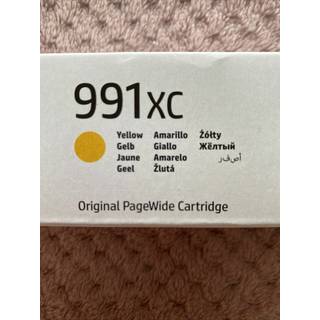 991XC
Yellow Amarillo Żółty
Gelb Giallo Жёлтый
Jaune Amarelo أصفر
Geel Žlutá
Original PageWide Cartridge